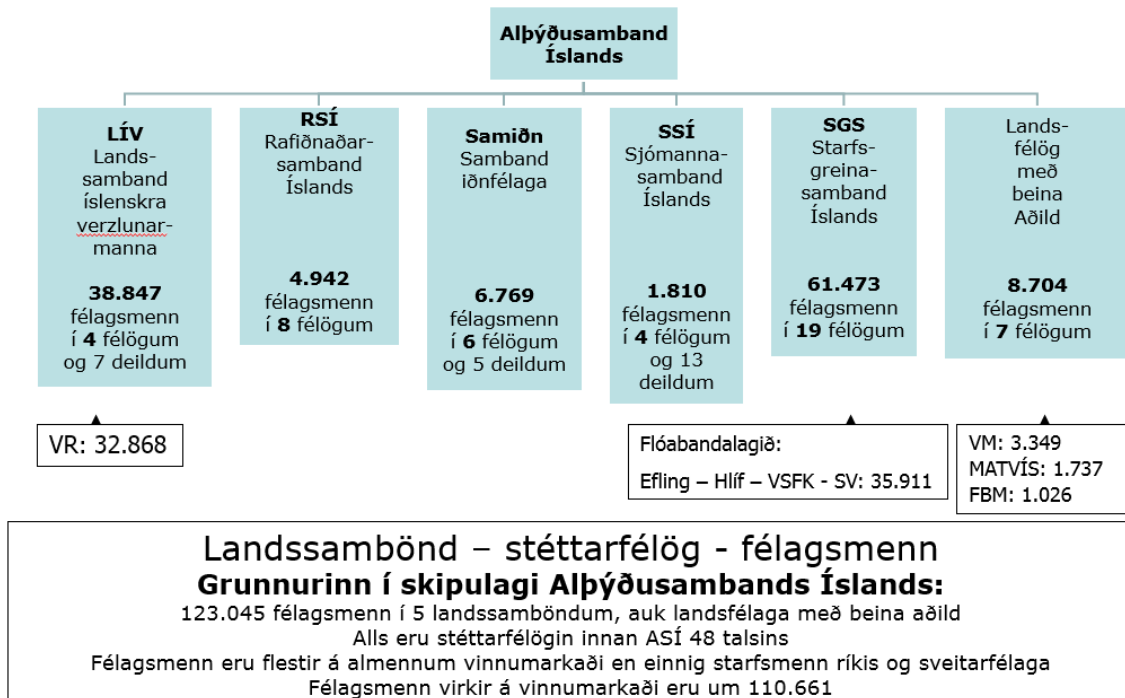 Alþýðusamband
Íslands
LÍV
Lands-
samband
íslenskra
verzlunar-
manna
38.847
félagsmenn
í 4 félögum
og 7 deildum
RSÍ
Rafiðnaðar-
samband
Íslands
4.942
félagsmenn
í 8 félögum
Samiðn
Samband
iðnfélaga
6.769
félagsmenn
í 6 félögum
og 5 deildum
SSÍ
Sjómanna-
samband
Íslands
1.810
félagsmenn
í 4 félögum
og 13
deildum
SGS
Starfs-
greina-
samband
Íslands
61.473
félagsmenn
í 19 félögum
Lands-
félög
með
beina
Aðild
8.704
félagsmenn
í 7 félögum
VR: 32.868
Flóabandalagið:
Efling – Hlíf – VSFK - SV: 35.911
VM: 3.349
MATVÍS: 1.737
FBM: 1.026
Landssambönd – stéttarfélög - félagsmenn
Grunnurinn í skipulagi Alþýðusambands Íslands:
123.045 félagsmenn í 5 landssamböndum, auk landsfélaga með beina aðild
Alls eru stéttarfélögin innan ASÍ 48 talsins
Félagsmenn eru flestir á almennum vinnumarkaði en einnig starfsmenn ríkis og sveitarfélaga
Félagsmenn virkir á vinnumarkaði eru um 110.661